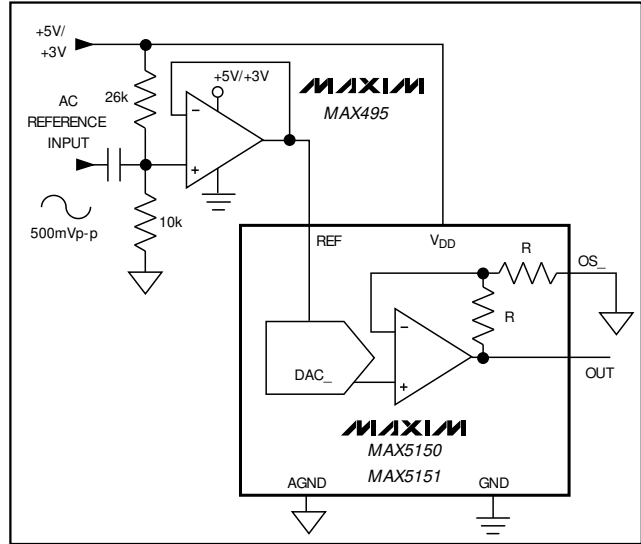 +5V/
+3V
26k
+5V/+3V
MAXIM
MAX495
AC
REFERENCE
INPUT
500mVp-p
10k
REF
VDD
R
OS_
R
DAC_
OUT
MAXIM
MAX5150
MAX5151
AGND
GND